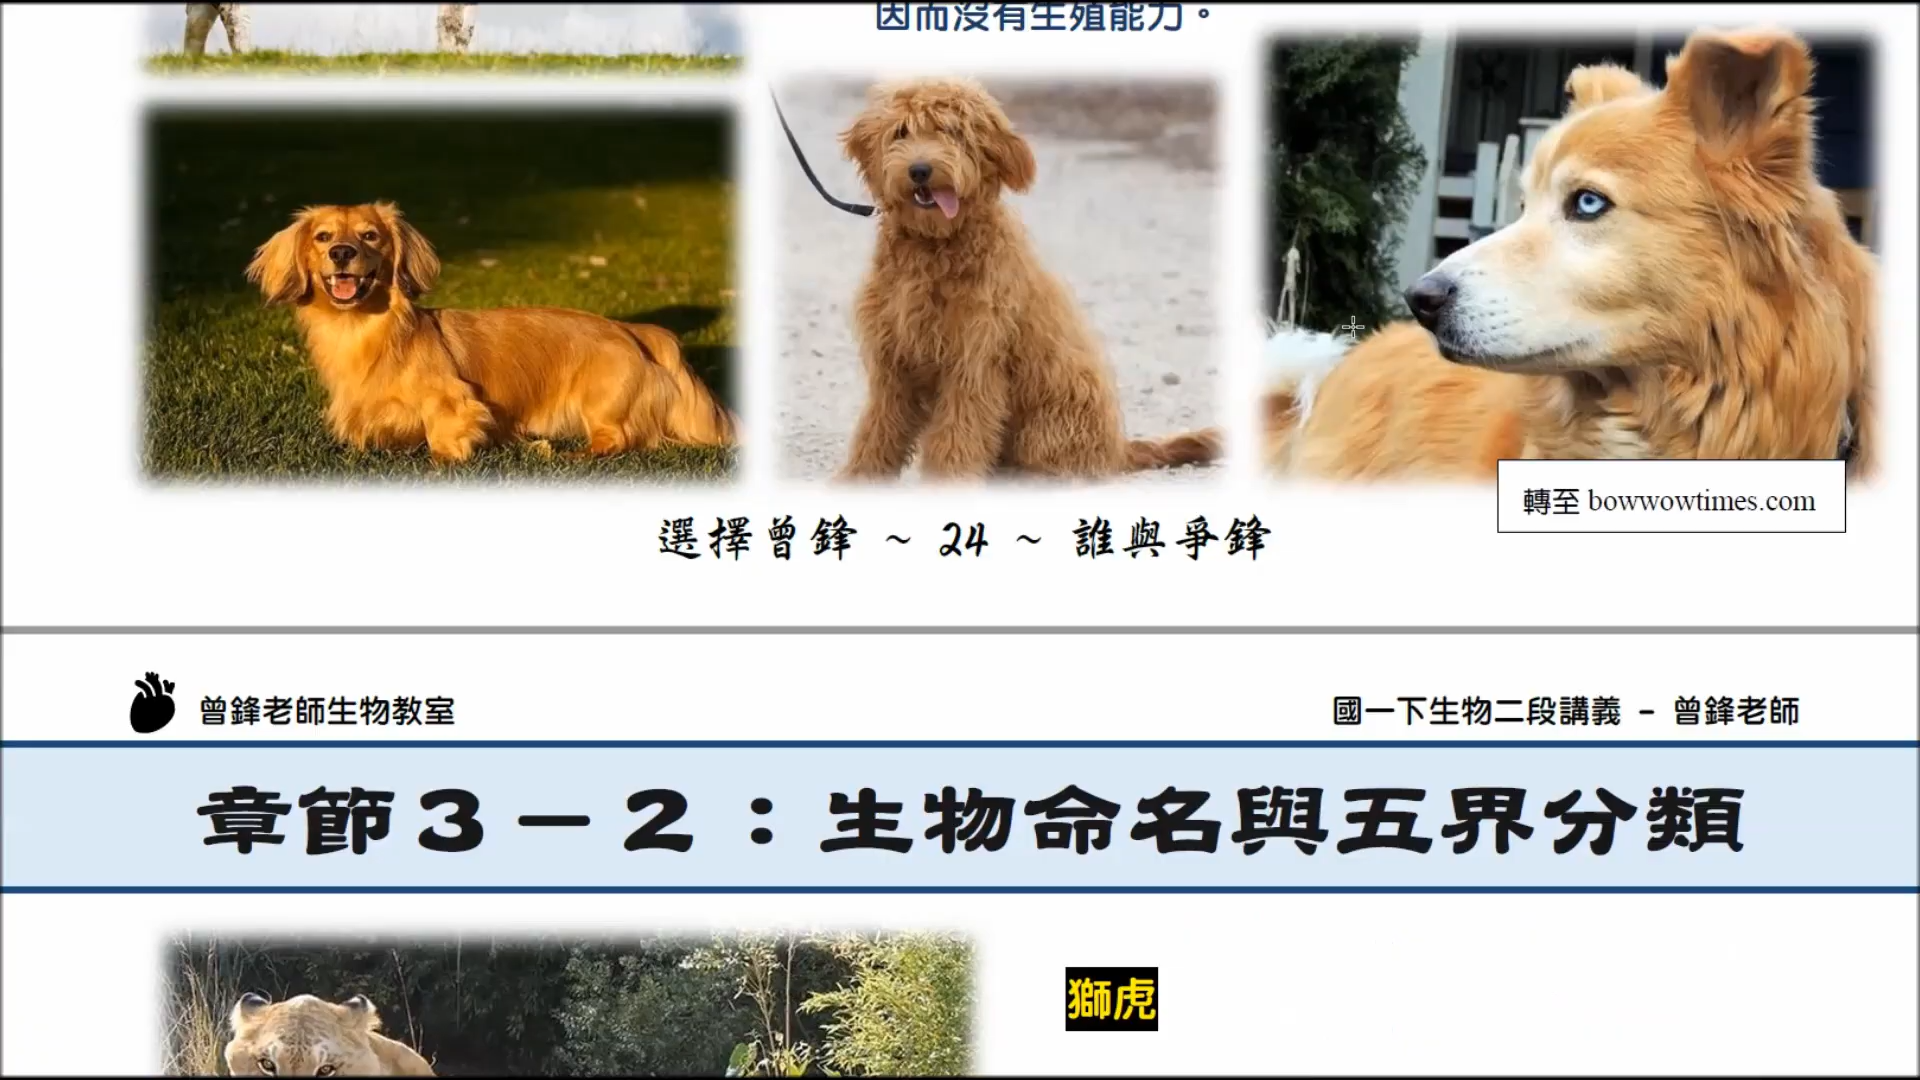 因而沒有生殖能力。
轉至 bowwowtimes.com
選擇曾鋒 ~ 24 ~ 誰與爭鋒
曾鋒老師生物教室
國一下生物二段講義 - 曾鋒老師
章節３－２：生物命名與五界分類
獅虎